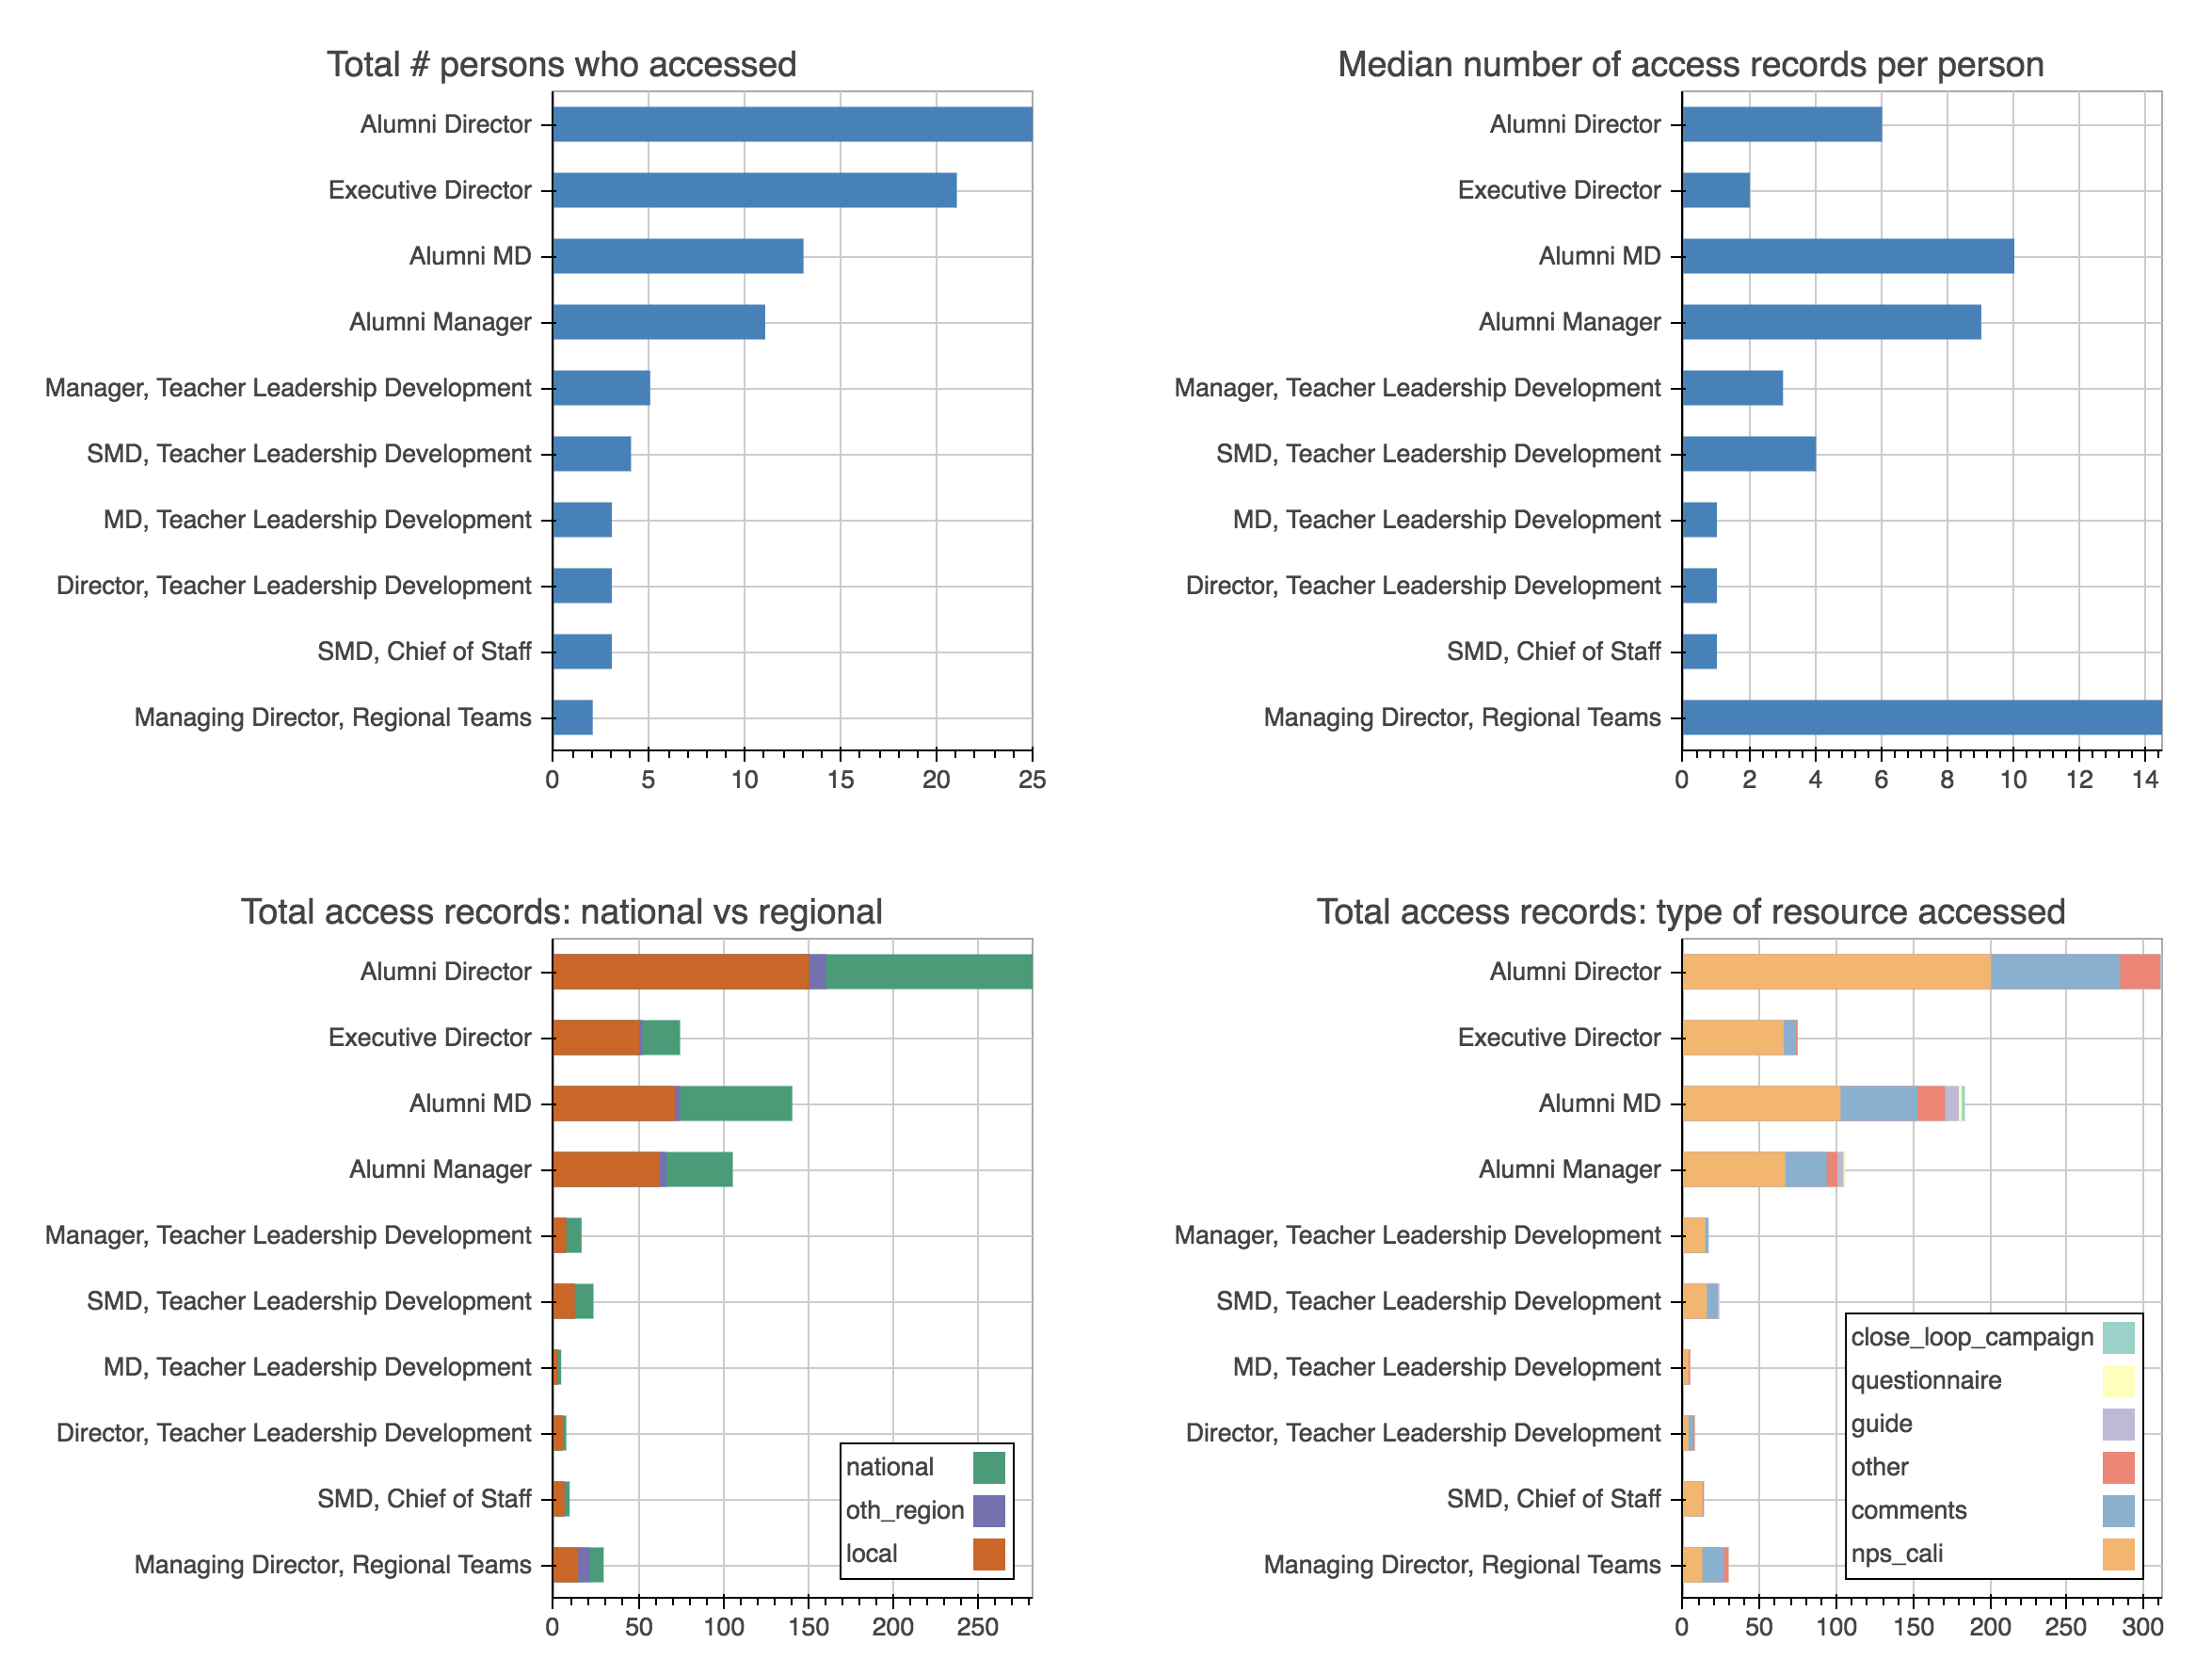 Total # persons who accessed
Alumni Director
Executive Director
Alumni MD
Alumni Manager
Manager, Teacher Leadership Development
SMD, Teacher Leadership Development
MD, Teacher Leadership Development
Director, Teacher Leadership Development
SMD, Chief of Staff
Managing Director, Regional Teams
0 5 10 15 20 25
Median number of access records per person
Alumni Director
Executive Director
Alumni MD
Alumni Manager
Manager, Teacher Leadership Development
SMD, Teacher Leadership Development
MD, Teacher Leadership Development
Director, Teacher Leadership Development
SMD, Chief of Staff
Managing Director, Regional Teams
0 2 4 6 8 10 12 14
Total access records: national vs regional
Alumni Director
Executive Director
Alumni MD
Alumni Manager
Manager, Teacher Leadership Development
SMD, Teacher Leadership Development
MD, Teacher Leadership Development
Director, Teacher Leadership Development
SMD, Chief of Staff
Managing Director, Regional Teams
national
oth_region
local
0 50 100 150 200 250
Total access records: type of resource accessed
Alumni Director
Executive Director
Alumni MD
Alumni Manager
Manager, Teacher Leadership Development
SMD, Teacher Leadership Development
MD, Teacher Leadership Development
Director, Teacher Leadership Development
SMD, Chief of Staff
Managing Director, Regional Teams
close_loop_campaign
questionnaire
guide
other
comments
nps_cali
0 50 100 150 200 250 300